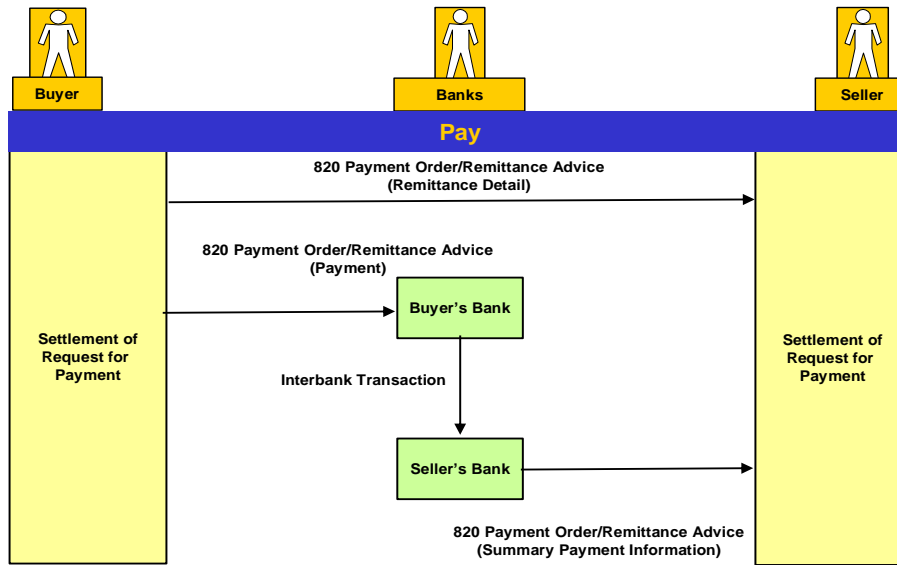 Buyer
Banks
Seller
Pay
820 Payment Order/Remittance Advice
(Remittance Detail)
820 Payment Order/Remittance Advice
(Payment)
Buyer's Bank
Settlement of
Request for
Payment
Settlement of
Request for
Payment
Interbank Transaction
Seller's Bank
820 Payment Order/Remittance Advice
(Summary Payment Information)